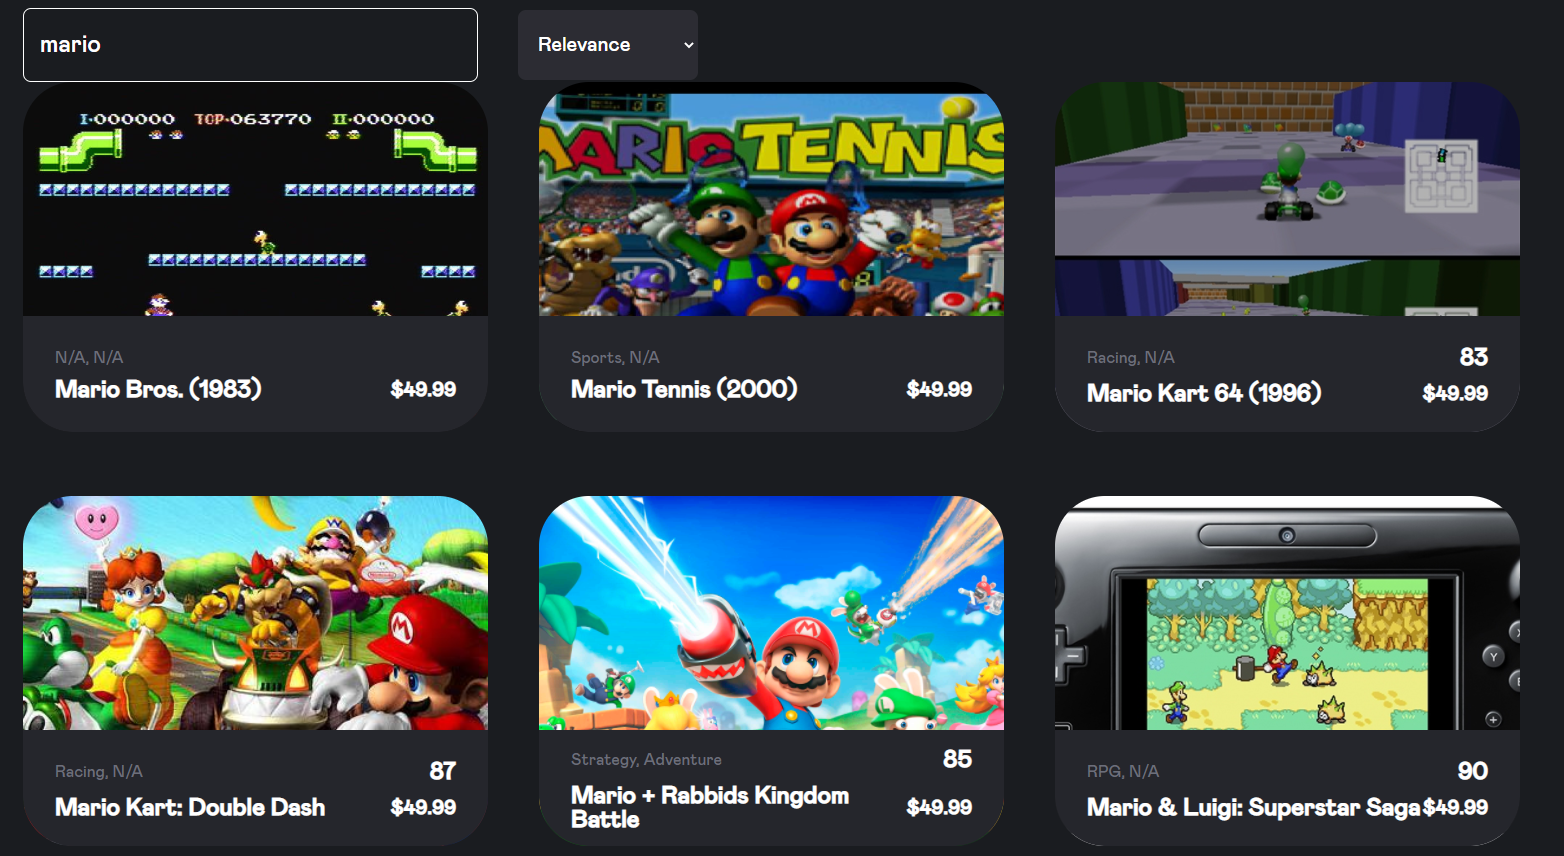 mario
Relevance
I-000000 TOP-063770 II-000000
N/A, N/A
Mario Bros. (1983)
$49.99
MARIO TENNIS
Sports, N/A
Mario Tennis (2000)
$49.99
Racing, N/A
83
Mario Kart 64 (1996)
$49.99
Racing, N/A
87
Mario Kart: Double Dash
$49.99
Strategy, Adventure
85
Mario + Rabbids Kingdom
Battle
$49.99
Y
RPG, N/A
90
Mario & Luigi: Superstar Saga
$49.99